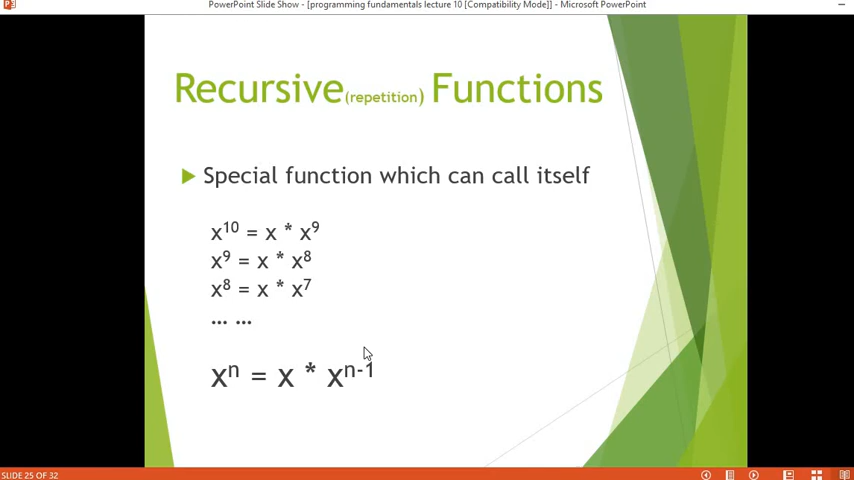 PowerPoint Slide Show - [programming fundamentals lecture 10 [Compatibility Mode]] - Microsoft PowerPoint
Recursive(repetition) Functions
Special function which can call itself
x¹⁰ = x * x⁹
x⁹ = x * x⁸
x⁸ = x * x⁷
... ...
xⁿ = x * xⁿ⁻¹
SLIDE 25 OF 32